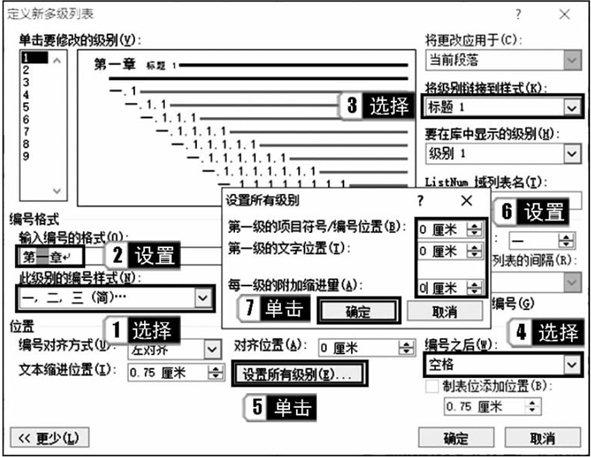 定义新多级列表 ? ×
单击要修改的级别(V):
1
2
3
4
5
6
7
8
9
第一章 标题 1
一.1
一.1.1
一.1.1.1
一.1.1.1.1
一.1.1.1.1.1
一.1.1.1.1.1.1
一.1.1.1.1.1.1.1
一.1.1.1.1.1.1.1.1
将更改应用于(C):
当前段落
将级别链接到样式(K):
3 选择
标题 1
要在库中显示的级别(H):
级别 1
ListNum 域列表名(T):
设置所有级别 ? ×
第一级的项目符号/编号位置(B): 0 厘米
第一级的文字位置(T): 0 厘米
每一级的附加缩进量(A): 0 厘米
7 单击
确定
取消
6 设置
: 一
列表的间隔(R):
编号(G)
编号格式
输入编号的格式(O):
第一章
2 设置
此级别的编号样式(N):
一, 二, 三 (简)…
1 选择
位置
编号对齐方式(U): 左对齐
对齐位置(A): 0 厘米
文本缩进位置(I): 0.75 厘米
设置所有级别(E)...
5 单击
4 选择
编号之后(W):
空格
制表位添加位置(B):
0.75 厘米
<< 更少(L)
确定
取消